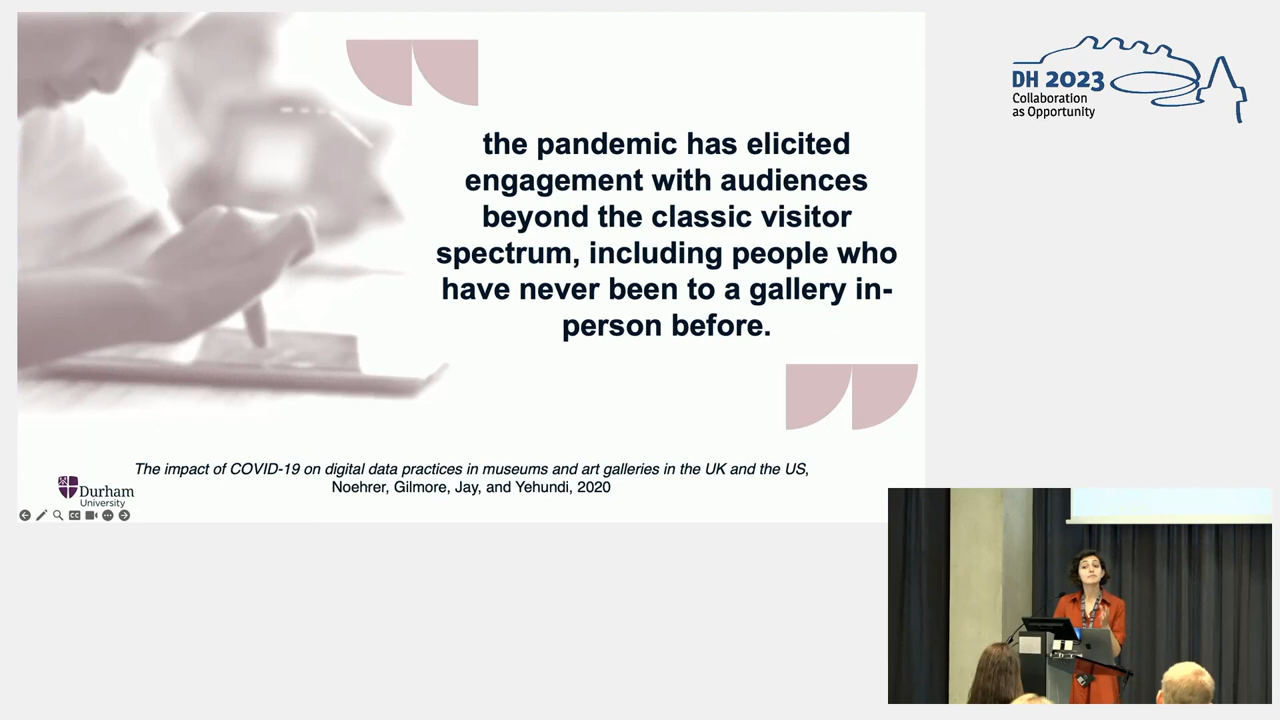 the pandemic has elicited
engagement with audiences
beyond the classic visitor
spectrum, including people who
have never been to a gallery in-
person before.
The impact of COVID-19 on digital data practices in museums and art galleries in the UK and the US,
Noehrer, Gilmore, Jay, and Yehundi, 2020
Durham
University
CC
DH 2023
Collaboration
as Opportunity